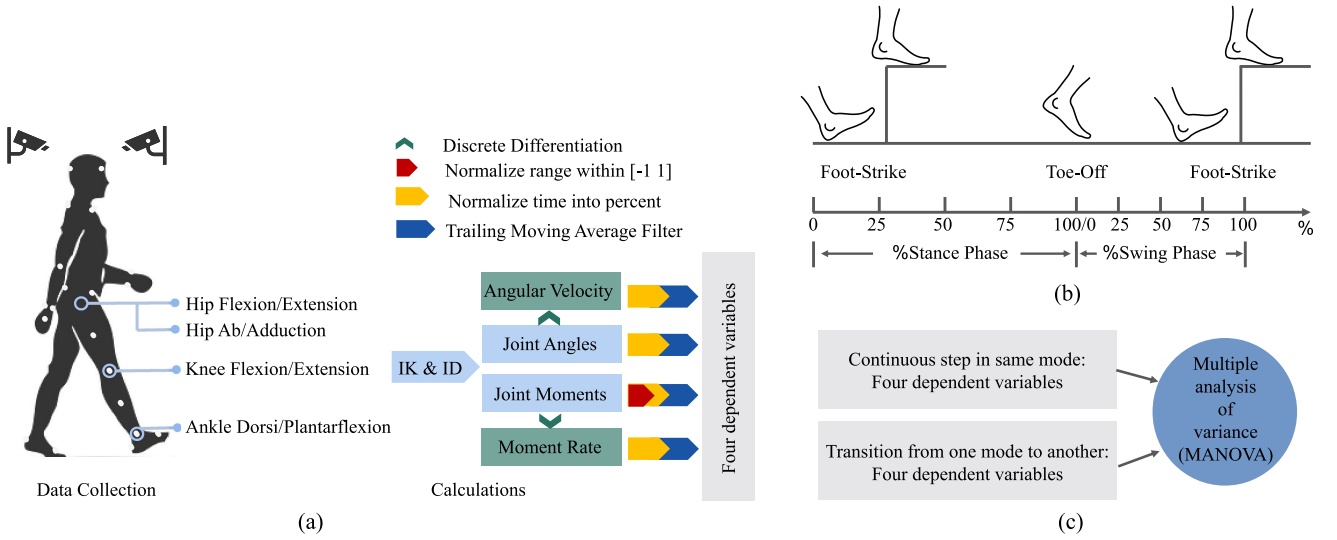 Discrete Differentiation
Normalize range within [-1 1]
Normalize time into percent
Trailing Moving Average Filter
Hip Flexion/Extension
Hip Ab/Adduction
Knee Flexion/Extension
Ankle Dorsi/Plantarflexion
Data Collection
IK & ID
Angular Velocity
Joint Angles
Joint Moments
Moment Rate
Four dependent variables
Calculations
(a)
Foot-Strike
Toe-Off
Foot-Strike
0 25 50 75 100/0 25 50 75 100 %
%Stance Phase
%Swing Phase
(b)
Continuous step in same mode:
Four dependent variables
Transition from one mode to another:
Four dependent variables
Multiple
analysis
of
variance
(MANOVA)
(c)